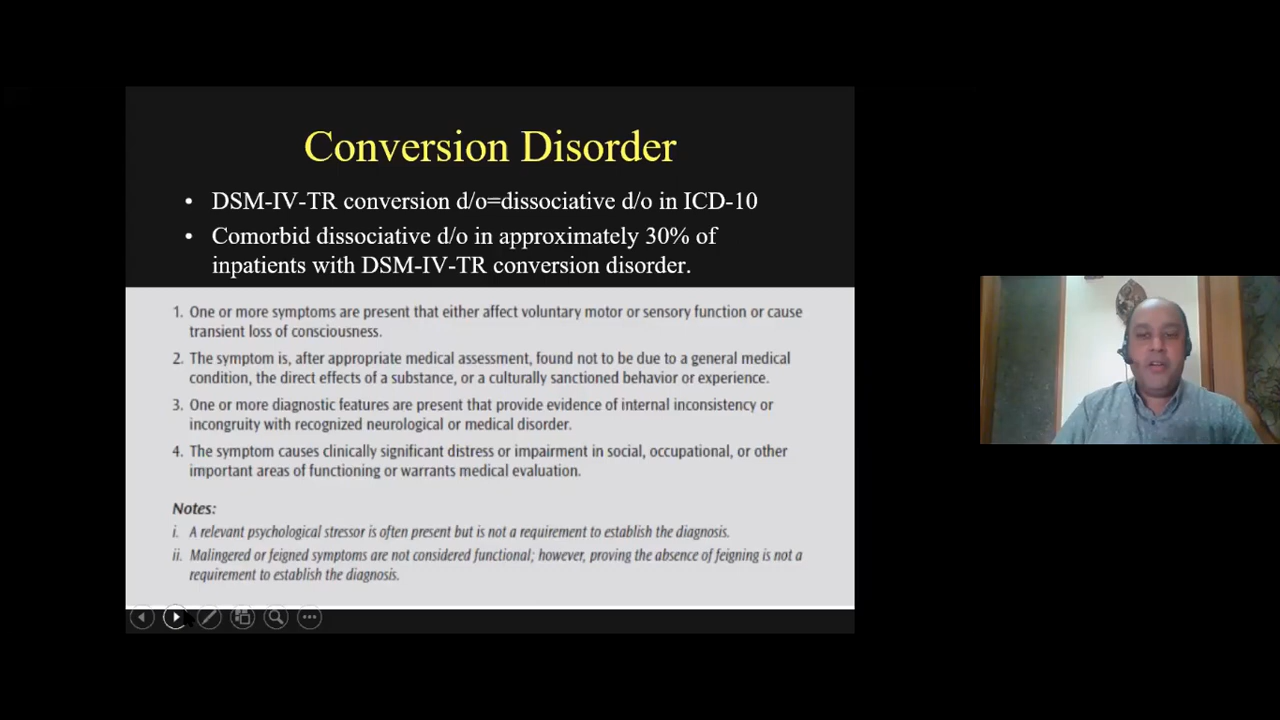 Conversion Disorder
• DSM-IV-TR conversion d/o=dissociative d/o in ICD-10
• Comorbid dissociative d/o in approximately 30% of
inpatients with DSM-IV-TR conversion disorder.
1. One or more symptoms are present that either affect voluntary motor or sensory function or cause
transient loss of consciousness.
2. The symptom is, after appropriate medical assessment, found not to be due to a general medical
condition, the direct effects of a substance, or a culturally sanctioned behavior or experience.
3. One or more diagnostic features are present that provide evidence of internal inconsistency or
incongruity with recognized neurological or medical disorder.
4. The symptom causes clinically significant distress or impairment in social, occupational, or other
important areas of functioning or warrants medical evaluation.
Notes:
i. A relevant psychological stressor is often present but is not a requirement to establish the diagnosis.
ii. Malingered or feigned symptoms are not considered functional; however, proving the absence of feigning is not a
requirement to establish the diagnosis.